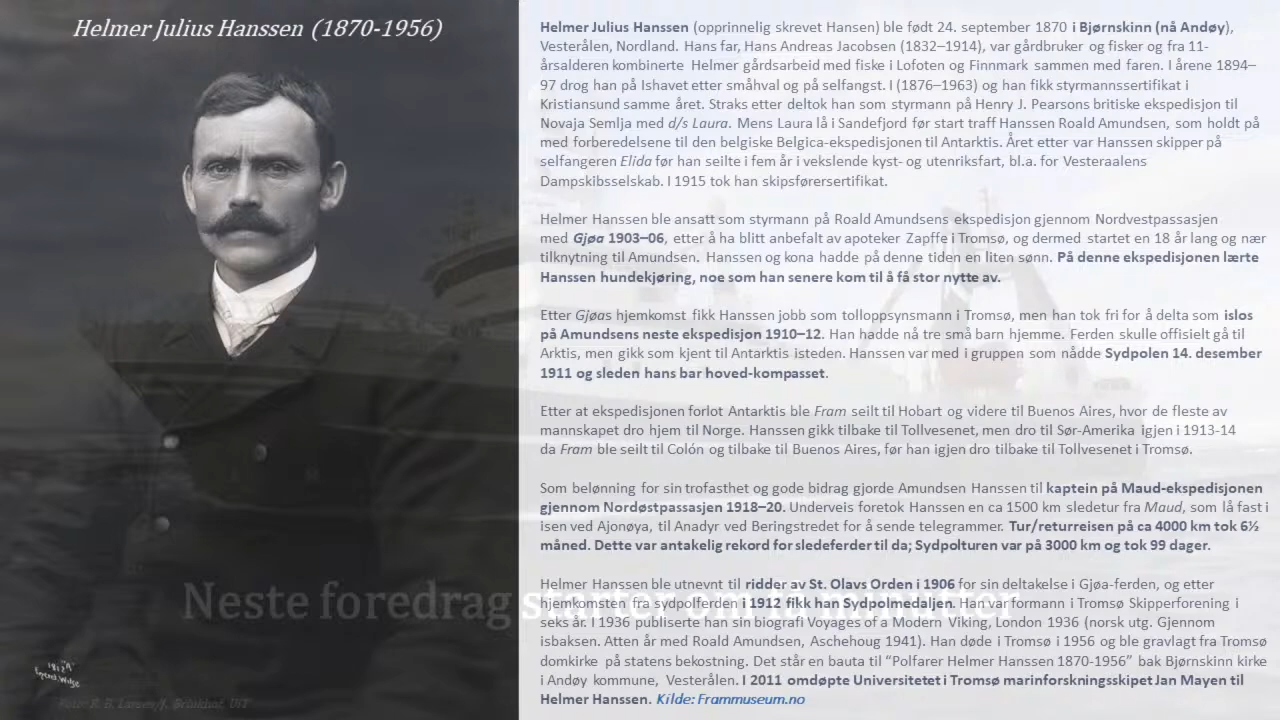 Helmer Julius Hanssen (1870-1956)
Helmer Julius Hanssen (opprinnelig skrevet Hansen) ble født 24. september 1870 i Bjørnskinn (nå Andøy),
Vesterålen, Nordland. Hans far, Hans Andreas Jacobsen (1832–1914), var gårdbruker og fisker og fra 11-
årsalderen kombinerte Helmer gårdsarbeid med fiske i Lofoten og Finnmark sammen med faren. I årene 1894–
97 drog han på Ishavet etter småhval og på selfangst. I (1876–1963) og han fikk styrmannssertifikat i
Kristiansund samme året. Straks etter deltok han som styrmann på Henry J. Pearsons britiske ekspedisjon til
Novaja Semlja med d/s Laura. Mens Laura lå i Sandefjord før start traff Hanssen Roald Amundsen, som holdt på
med forberedelsene til den belgiske Belgica-ekspedisjonen til Antarktis. Året etter var Hanssen skipper på
selfangeren Elida før han seilte i fem år i vekslende kyst- og utenriksfart, bl.a. for Vesteraalens
Dampskibsselskab. I 1915 tok han skipsførersertifikat.
Helmer Hanssen ble ansatt som styrmann på Roald Amundsens ekspedisjon gjennom Nordvestpassasjen
med Gjøa 1903–06, etter å ha blitt anbefalt av apoteker Zapffe i Tromsø, og dermed startet en 18 år lang og nær
tilknytning til Amundsen. Hanssen og kona hadde på denne tiden en liten sønn. På denne ekspedisjonen lærte
Hanssen hundekjøring, noe som han senere kom til å få stor nytte av.
Etter Gjøas hjemkomst fikk Hanssen jobb som tolloppsynsmann i Tromsø, men han tok fri for å delta som islos
på Amundsens neste ekspedisjon 1910–12. Han hadde nå tre små barn hjemme. Ferden skulle offisielt gå til
Arktis, men gikk som kjent til Antarktis isteden. Hanssen var med i gruppen som nådde Sydpolen 14. desember
1911 og sleden hans bar hoved-kompasset.
Etter at ekspedisjonen forlot Antarktis ble Fram seilt til Hobart og videre til Buenos Aires, hvor de fleste av
mannskapet dro hjem til Norge. Hanssen gikk tilbake til Tollvesenet, men dro til Sør-Amerika igjen i 1913-14
da Fram ble seilt til Colón og tilbake til Buenos Aires, før han igjen dro tilbake til Tollvesenet i Tromsø.
Som belønning for sin trofasthet og gode bidrag gjorde Amundsen Hanssen til kaptein på Maud-ekspedisjonen
gjennom Nordøstpassasjen 1918–20. Underveis foretok Hanssen en ca 1500 km sledetur fra Maud, som lå fast i
isen ved Ajonøya, til Anadyr ved Beringstredet for å sende telegrammer. Tur/returreisen på ca 4000 km tok 6½
måned. Dette var antakelig rekord for sledeferder til da; Sydpolturen var på 3000 km og tok 99 dager.
Helmer Hanssen ble utnevnt til ridder av St. Olavs Orden i 1906 for sin deltakelse i Gjøa-ferden, og etter
hjemkomsten fra sydpolferden i 1912 fikk han Sydpolmedaljen. Han var formann i Tromsø Skipperforening i
seks år. I 1936 publiserte han sin biografi Voyages of a Modern Viking, London 1936 (norsk utg. Gjennom
isbaksen. Atten år med Roald Amundsen, Aschehoug 1941). Han døde i Tromsø i 1956 og ble gravlagt fra Tromsø
domkirke på statens bekostning. Det står en bauta til “Polfarer Helmer Hanssen 1870-1956” bak Bjørnskinn kirke
i Andøy kommune, Vesterålen. I 2011 omdøpte Universitetet i Tromsø marinforskningsskipet Jan Mayen til
Helmer Hanssen. Kilde: Frammuseum.no
Neste foredrag starter om få minutter